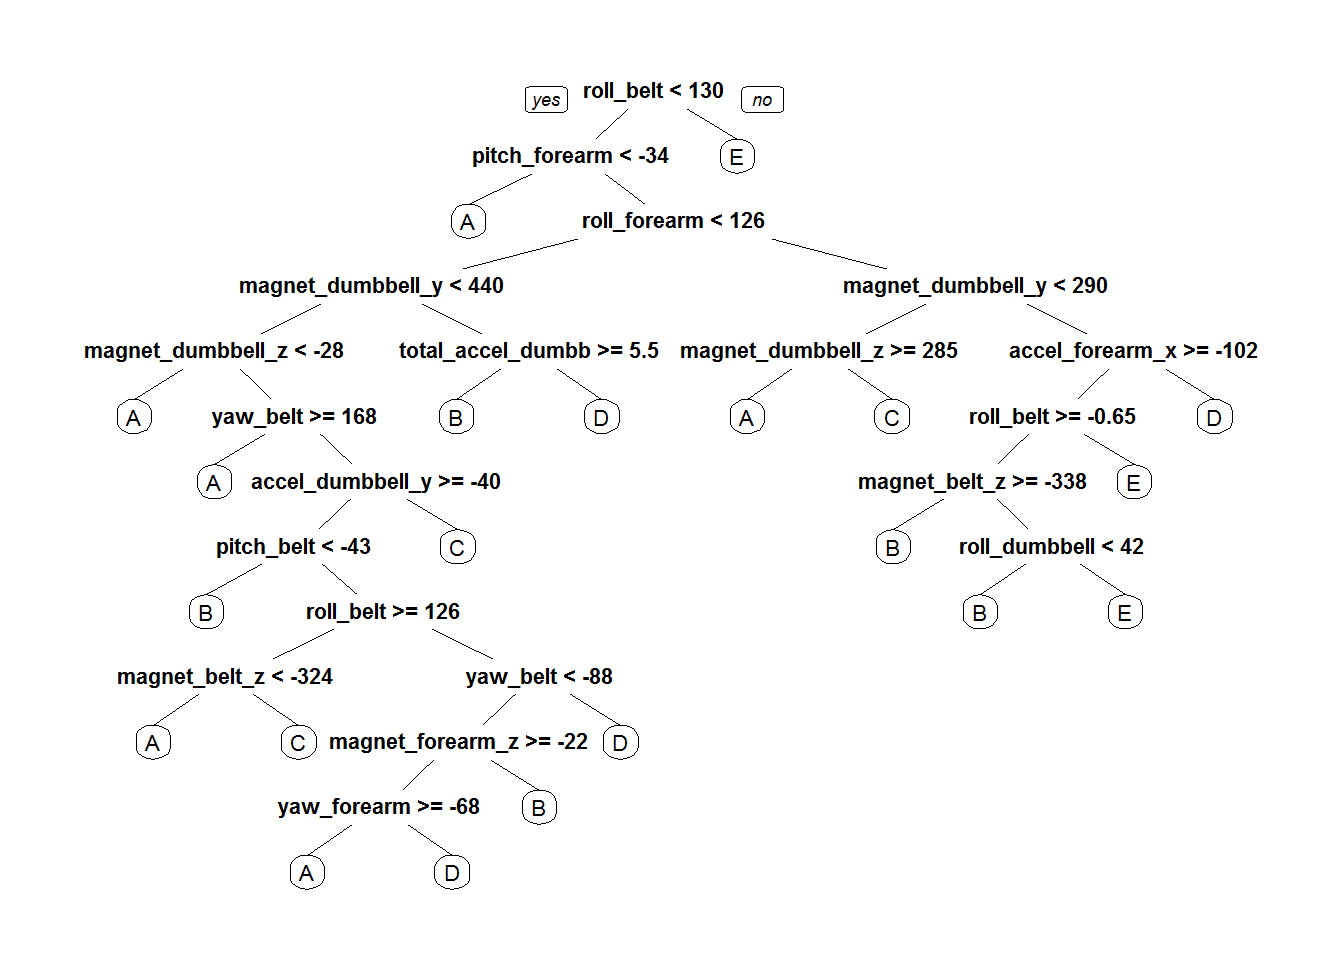 yes roll_belt < 130 no
pitch_forearm < -34 E
A roll_forearm < 126
magnet_dumbbell_y < 440 magnet_dumbbell_y < 290
magnet_dumbbell_z < -28 total_accel_dumbb >= 5.5 magnet_dumbbell_z >= 285 accel_forearm_x >= -102
A yaw_belt >= 168 B D A C roll_belt >= -0.65 D
A accel_dumbbell_y >= -40 magnet_belt_z >= -338 E
pitch_belt < -43 C B roll_dumbbell < 42
B roll_belt >= 126 B E
magnet_belt_z < -324 yaw_belt < -88
A C magnet_forearm_z >= -22 D
yaw_forearm >= -68 B
A D